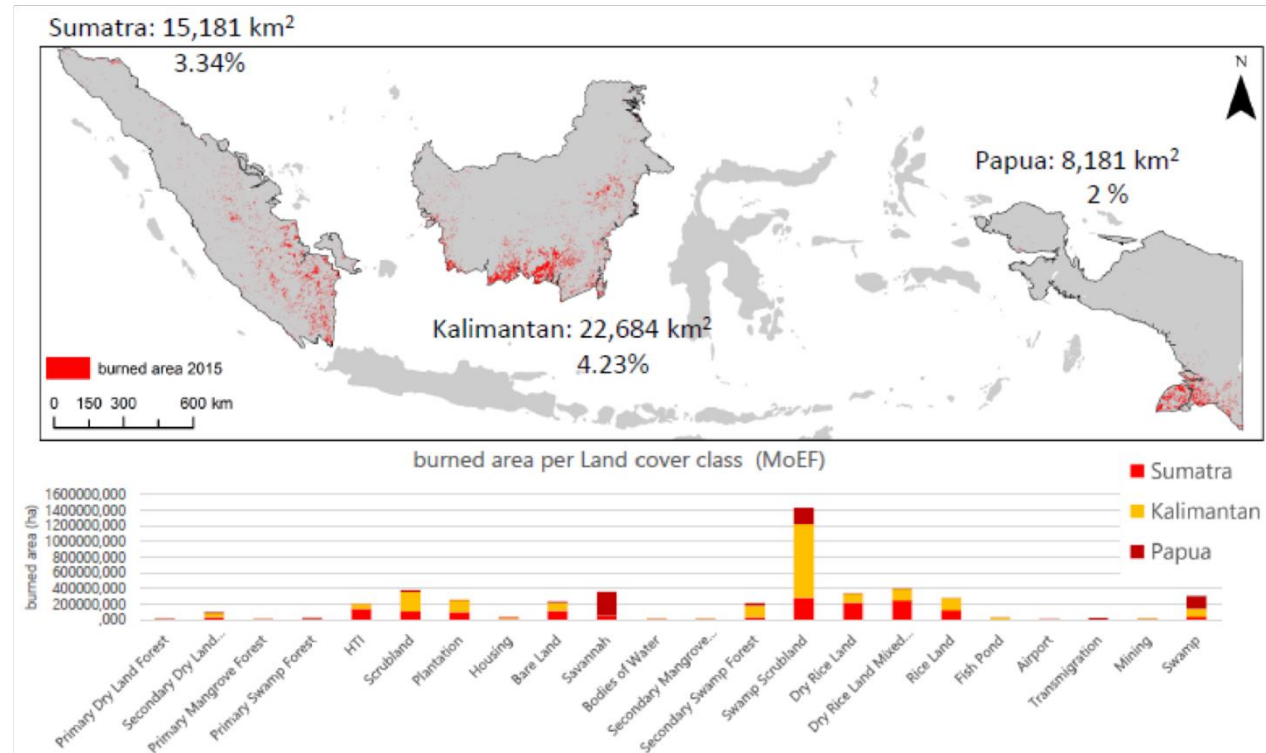 Sumatra: 15,181 km²
3.34%
N
Papua: 8,181 km²
2 %
Kalimantan: 22,684 km²
4.23%
burned area 2015
0 150 300 600 km
burned area per Land cover class (MoEF)
Sumatra
Kalimantan
Papua
burned area (ha)
1600000,000
1400000,000
1200000,000
1000000,000
800000,000
600000,000
400000,000
200000,000
,000
Primary Dry Land Forest
Secondary Dry Land...
Primary Mangrove Forest
Primary Swamp Forest
HTI
Scrubland
Plantation
Housing
Bare Land
Savannah
Bodies of Water
Secondary Mangrove...
Secondary Swamp Forest
Swamp Scrubland
Dry Rice Land
Dry Rice Land Mixed...
Rice Land
Fish Pond
Airport
Transmigration
Mining
Swamp